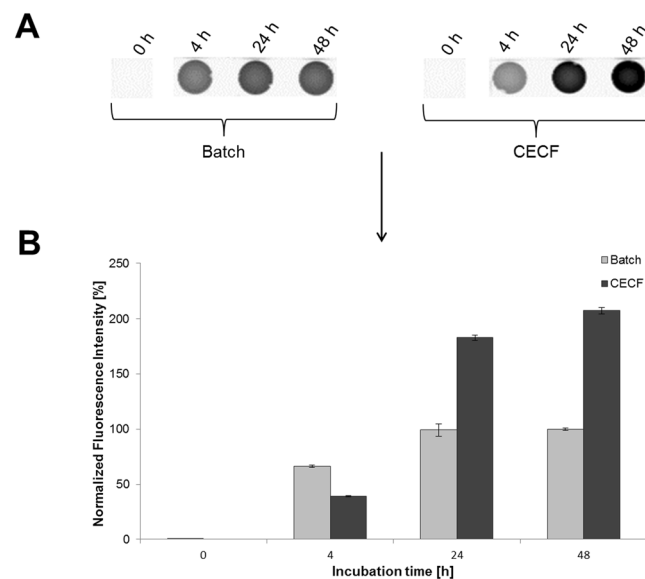 A
0 h 4 h 24 h 48 h
0 h 4 h 24 h 48 h
Batch
CECF
B
Batch
CECF
Normalized Fluorescence Intensity [%]
250
200
150
100
50
0
0 4 24 48
Incubation time [h]